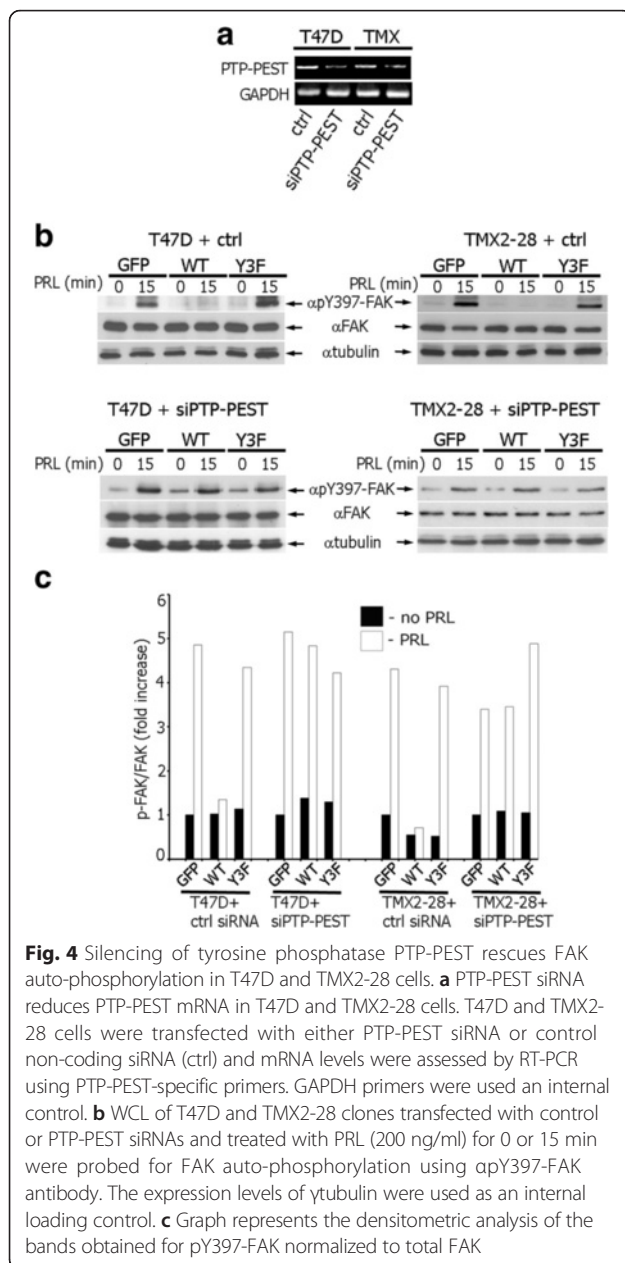 a
T47D TMX
PTP-PEST
GAPDH
ctrl
siPTP-PEST
ctrl
siPTP-PEST
b
T47D + ctrl
GFP WT Y3F
PRL (min) 0 15 0 15 0 15
TMX2-28 + ctrl
GFP WT Y3F
PRL (min) 0 15 0 15 0 15
αpY397-FAK
αFAK
αtubulin
T47D + siPTP-PEST
GFP WT Y3F
PRL (min) 0 15 0 15 0 15
TMX2-28 + siPTP-PEST
GFP WT Y3F
PRL (min) 0 15 0 15 0 15
αpY397-FAK
αFAK
αtubulin
c
p-FAK/FAK (fold increase)
6
5
4
3
2
1
0
- no PRL
- PRL
GFP WT Y3F GFP WT Y3F GFP WT Y3F GFP WT Y3F
T47D+ ctrl siRNA
T47D+ siPTP-PEST
TMX2-28+ ctrl siRNA
TMX2-28+ siPTP-PEST
Fig. 4 Silencing of tyrosine phosphatase PTP-PEST rescues FAK
auto-phosphorylation in T47D and TMX2-28 cells. a PTP-PEST siRNA
reduces PTP-PEST mRNA in T47D and TMX2-28 cells. T47D and TMX2-
28 cells were transfected with either PTP-PEST siRNA or control
non-coding siRNA (ctrl) and mRNA levels were assessed by RT-PCR
using PTP-PEST-specific primers. GAPDH primers were used an internal
control. b WCL of T47D and TMX2-28 clones transfected with control
or PTP-PEST siRNAs and treated with PRL (200 ng/ml) for 0 or 15 min
were probed for FAK auto-phosphorylation using αpY397-FAK
antibody. The expression levels of γtubulin were used as an internal
loading control. c Graph represents the densitometric analysis of the
bands obtained for pY397-FAK normalized to total FAK